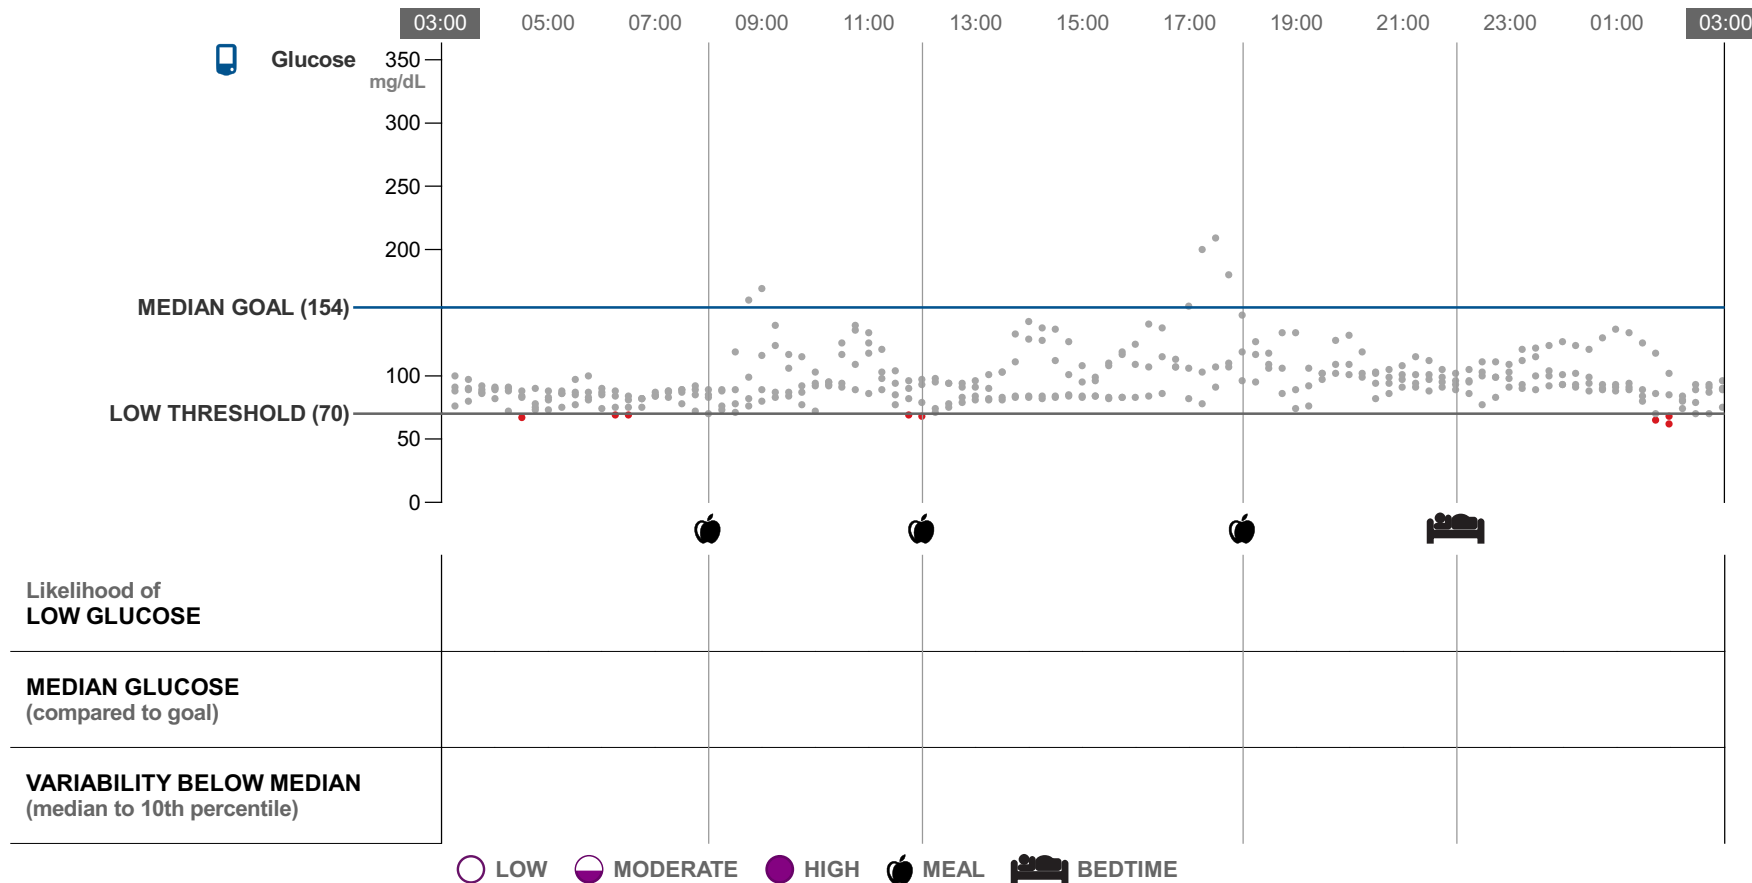 03:00 05:00 07:00 09:00 11:00 13:00 15:00 17:00 19:00 21:00 23:00 01:00 03:00
Glucose 350
mg/dL
300
250
200
MEDIAN GOAL (154)
100
LOW THRESHOLD (70)
50
0
Likelihood of
LOW GLUCOSE
MEDIAN GLUCOSE
(compared to goal)
VARIABILITY BELOW MEDIAN
(median to 10th percentile)
LOW MODERATE HIGH MEAL BEDTIME